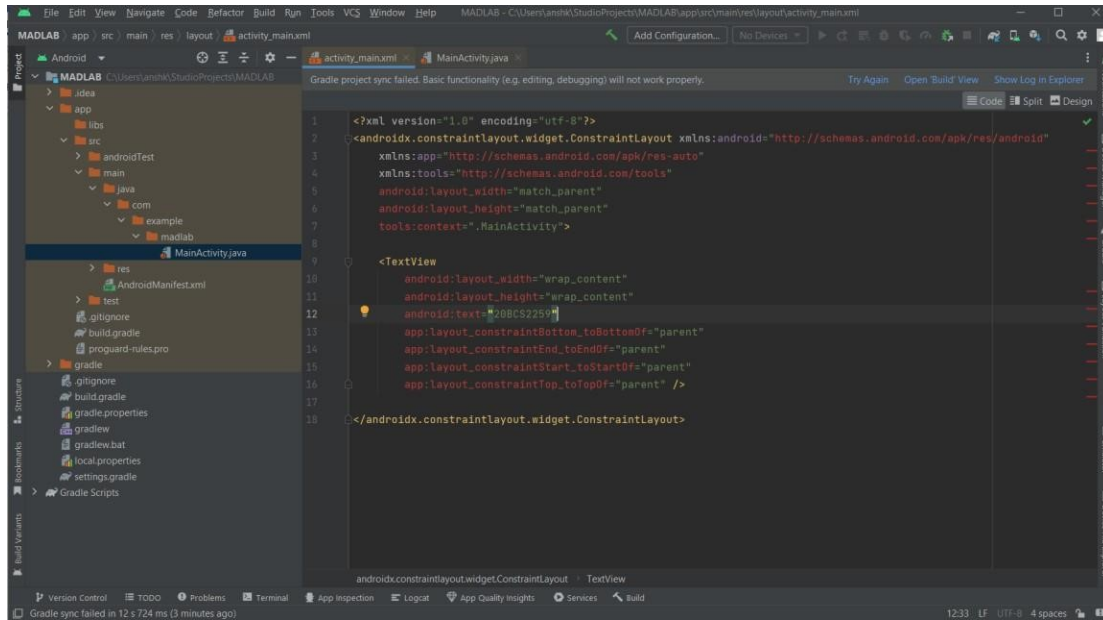 File Edit View Navigate Code Refactor Build Run Tools VCS Window Help MADLAB - C:\Users\anshk\StudioProjects\MADLAB\app\src\main\res\layout\activity_main.xml
MADLAB app src main res layout activity_main.xml Add Configuration... No Devices
Project
Android
activity_main.xml MainActivity.java
MADLAB C:\Users\anshk\StudioProjects\MADLAB
Gradle project sync failed. Basic functionality (e.g. editing, debugging) will not work properly. Try Again Open 'Build' View Show Log in Explorer
Code Split Design
.idea
app
libs
src
androidTest
main
java
com
example
madlab
MainActivity.java
res
AndroidManifest.xml
test
.gitignore
build.gradle
proguard-rules.pro
gradle
.gitignore
build.gradle
gradle.properties
gradlew
gradlew.bat
local.properties
settings.gradle
Gradle Scripts
1 <?xml version="1.0" encoding="utf-8"?>
2 <androidx.constraintlayout.widget.ConstraintLayout xmlns:android="http://schemas.android.com/apk/res/android"
3 xmlns:app="http://schemas.android.com/apk/res-auto"
4 xmlns:tools="http://schemas.android.com/tools"
5 android:layout_width="match_parent"
6 android:layout_height="match_parent"
7 tools:context=".MainActivity">
8
9 <TextView
10 android:layout_width="wrap_content"
11 android:layout_height="wrap_content"
12 android:text="20BCS2259"
13 app:layout_constraintBottom_toBottomOf="parent"
14 app:layout_constraintEnd_toEndOf="parent"
15 app:layout_constraintStart_toStartOf="parent"
16 app:layout_constraintTop_toTopOf="parent" />
17
18 </androidx.constraintlayout.widget.ConstraintLayout>
Structure
Bookmarks
Build Variants
androidx.constraintlayout.widget.ConstraintLayout TextView
Version Control TODO Problems Terminal App Inspection Logcat App Quality Insights Services Build
Gradle sync failed in 12 s 724 ms (3 minutes ago) 12:33 LF UTF-8 4 spaces